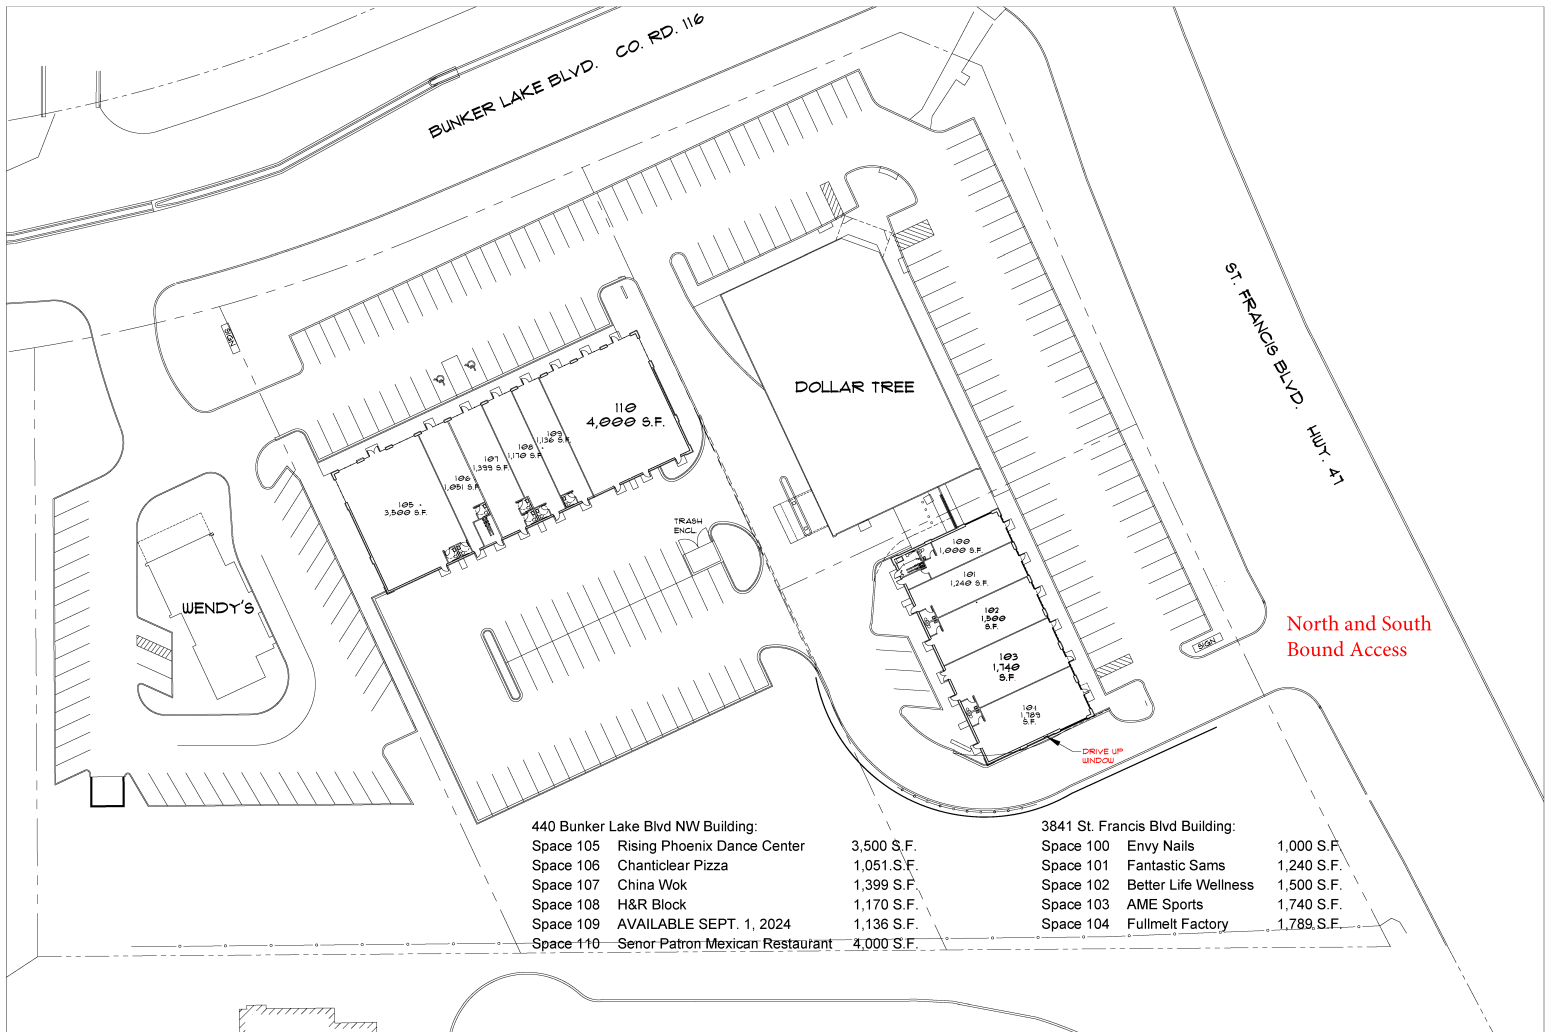 BUNKER LAKE BLVD. CO. RD. 116
ST. FRANCIS BLVD. HWY. 47
SIGN
DOLLAR TREE
110
4,000 S.F.
109
1,136 S.F.
108
1,170 S.F.
107
1,399 S.F.
106
1,051 S.F.
105
3,500 S.F.
TRASH
ENCL.
100
1,000 S.F.
101
1,240 S.F.
102
1,500
S.F.
103
1,740
S.F.
104
1,789
S.F.
WENDY'S
SIGN
North and South
Bound Access
DRIVE UP
WINDOW
440 Bunker Lake Blvd NW Building:
Space 105 Rising Phoenix Dance Center 3,500 S.F.
Space 106 Chanticlear Pizza 1,051.S.F.
Space 107 China Wok 1,399 S.F.
Space 108 H&R Block 1,170 S.F.
Space 109 AVAILABLE SEPT. 1, 2024 1,136 S.F.
Space 110 Senor Patron Mexican Restaurant 4,000 S.F.
3841 St. Francis Blvd Building:
Space 100 Envy Nails 1,000 S.F.
Space 101 Fantastic Sams 1,240 S.F.
Space 102 Better Life Wellness 1,500 S.F.
Space 103 AME Sports 1,740 S.F.
Space 104 Fullmelt Factory 1,789 S.F.